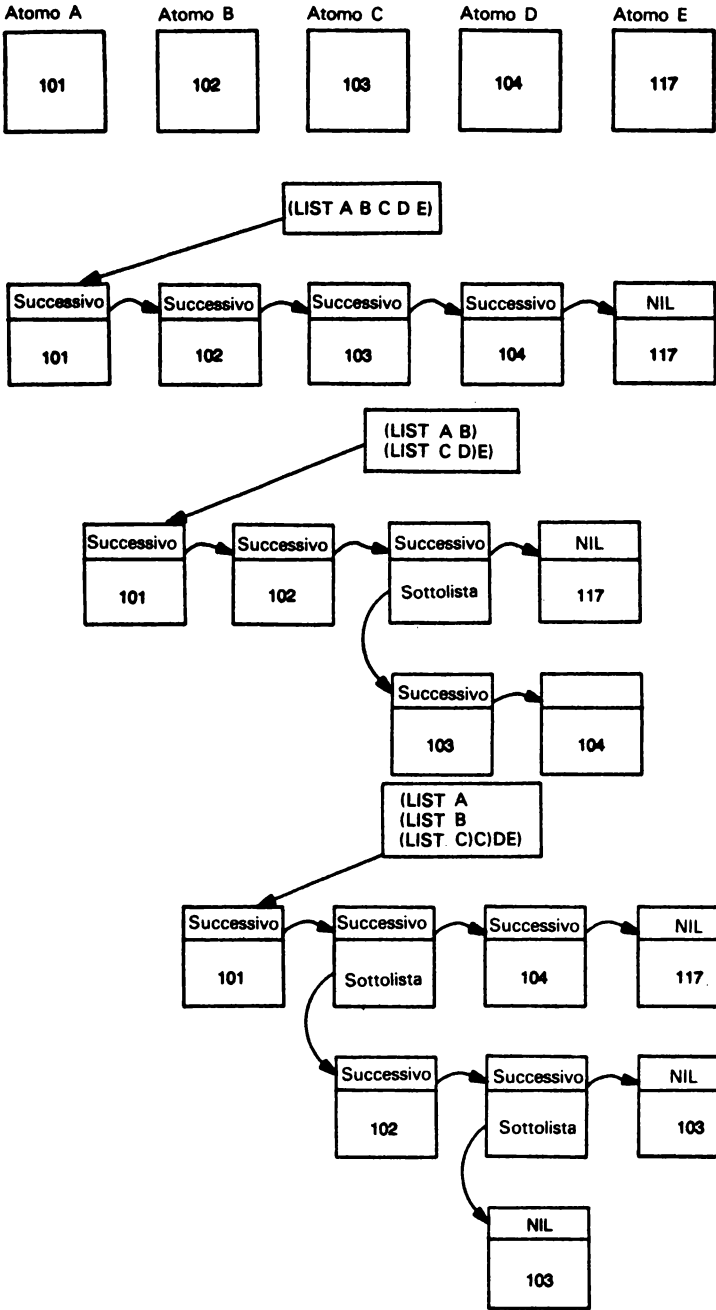 Atomo A Atomo B Atomo C Atomo D Atomo E
101 102 103 104 117
(LIST A B C D E)
Successivo Successivo Successivo Successivo NIL
101 102 103 104 117
(LIST A B)
(LIST C D)E)
Successivo Successivo Successivo NIL
101 102 Sottolista 117
Successivo
103 104
(LIST A
(LIST B
(LIST C)C)DE)
Successivo Successivo Successivo NIL
101 Sottolista 104 117
Successivo Successivo NIL
102 Sottolista 103
NIL
103